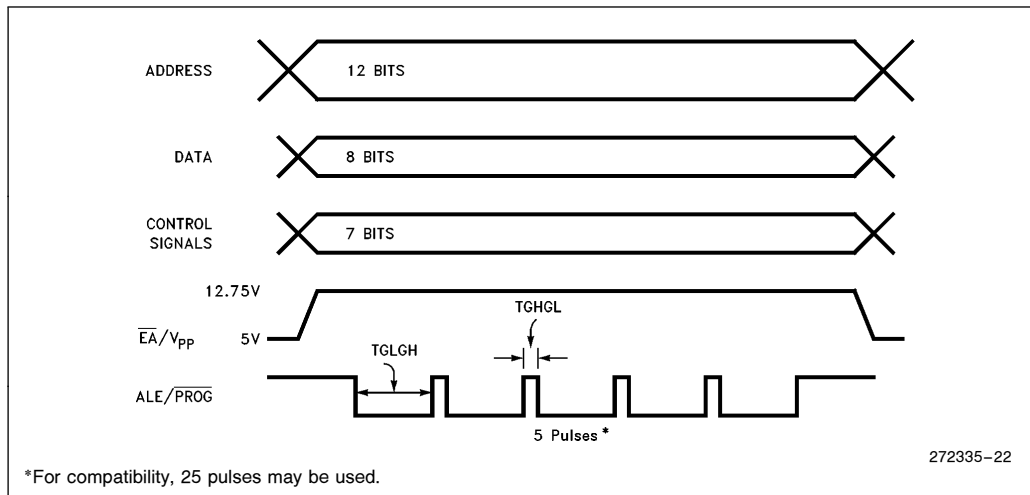 ADDRESS
12 BITS
DATA
8 BITS
CONTROL
SIGNALS
7 BITS
12.75V
TGHGL
EA/VPP
5V
TGLGH
ALE/PROG
5 Pulses*
272335-22
*For compatibility, 25 pulses may be used.